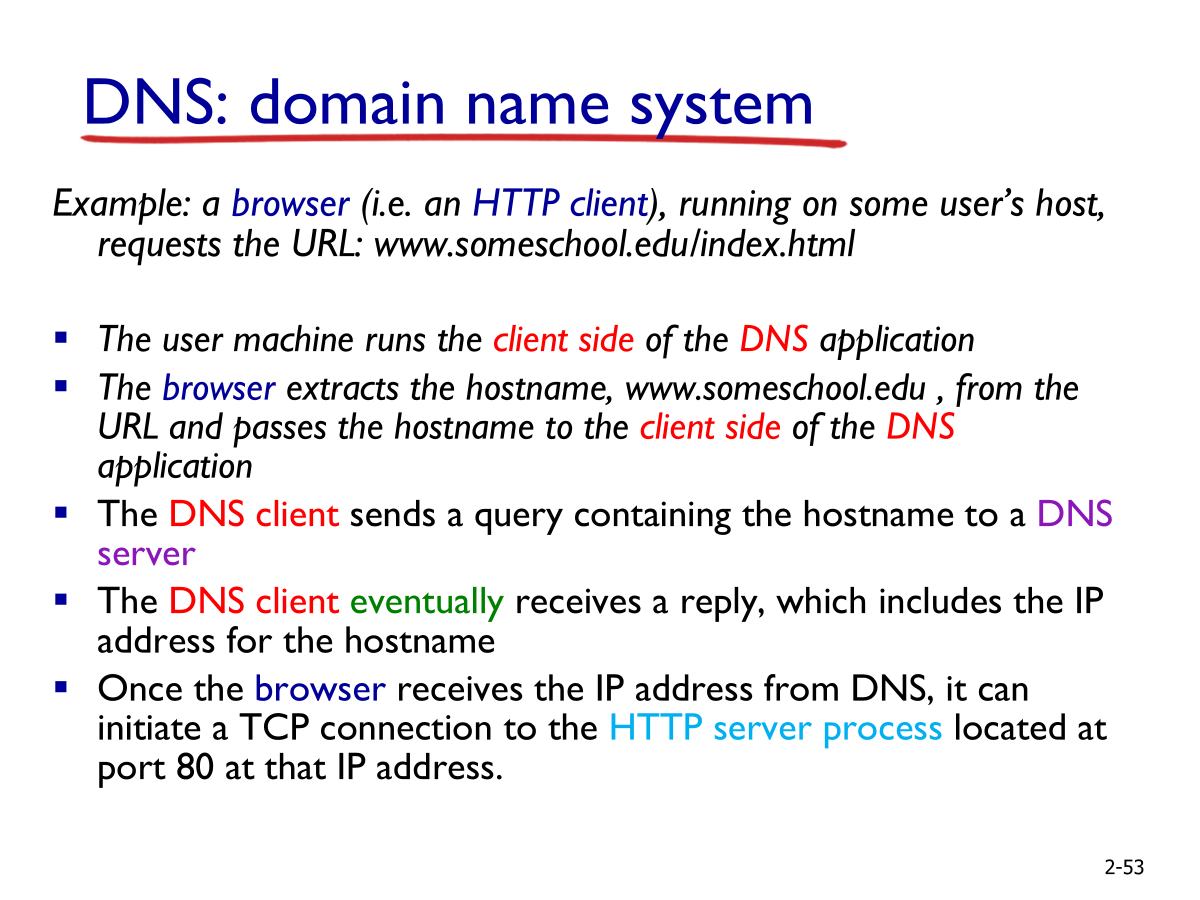 DNS: domain name system
Example: a browser (i.e. an HTTP client), running on some user’s host,
requests the URL: www.someschool.edu/index.html
▪ The user machine runs the client side of the DNS application
▪ The browser extracts the hostname, www.someschool.edu , from the
URL and passes the hostname to the client side of the DNS
application
▪ The DNS client sends a query containing the hostname to a DNS
server
▪ The DNS client eventually receives a reply, which includes the IP
address for the hostname
▪ Once the browser receives the IP address from DNS, it can
initiate a TCP connection to the HTTP server process located at
port 80 at that IP address.
2-53